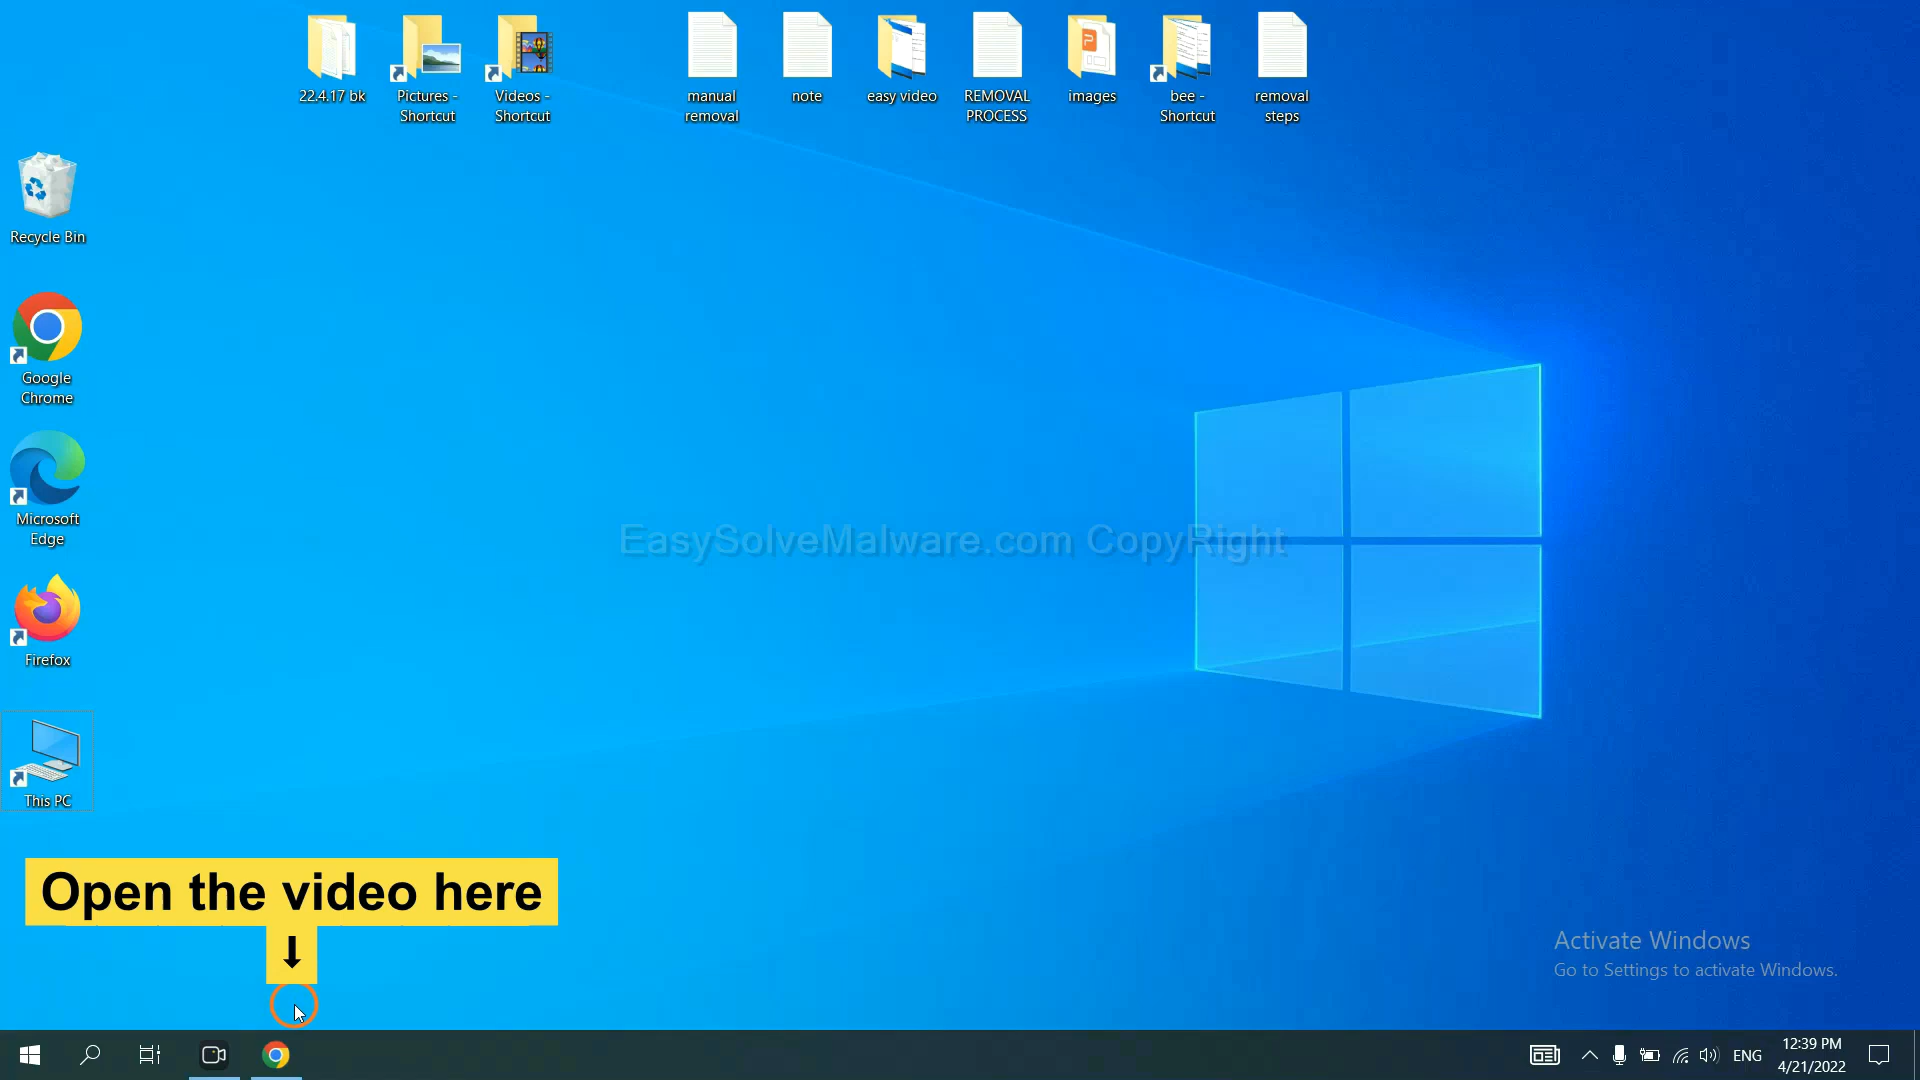 22.4.17 bk
Pictures -
Shortcut
Videos -
Shortcut
manual
removal
note
easy video
REMOVAL
PROCESS
images
bee -
Shortcut
removal
steps
Recycle Bin
Google
Chrome
Microsoft
Edge
Firefox
This PC
EasySolveMalware.com CopyRight
Open the video here
Activate Windows
Go to Settings to activate Windows.
ENG
12:39 PM
4/21/2022